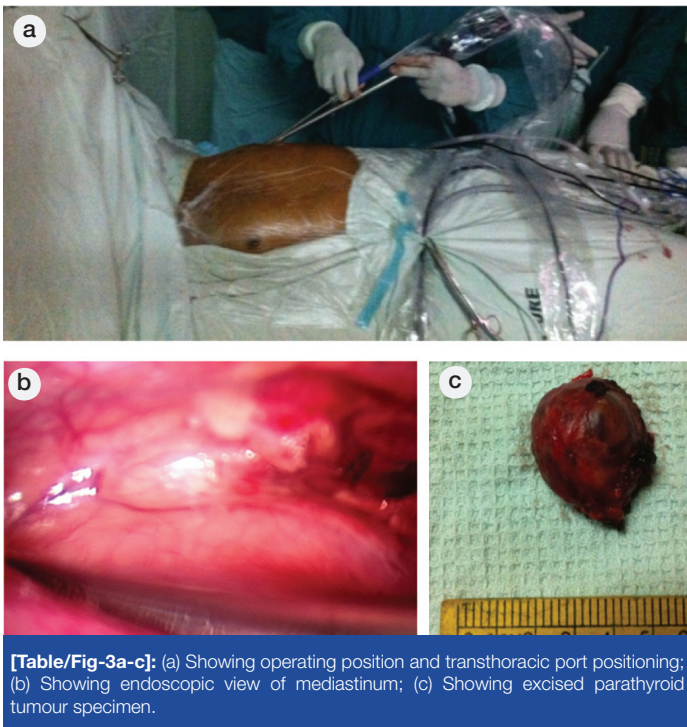 a
b
c
[Table/Fig-3a-c]: (a) Showing operating position and transthoracic port positioning;
(b) Showing endoscopic view of mediastinum; (c) Showing excised parathyroid
tumour specimen.